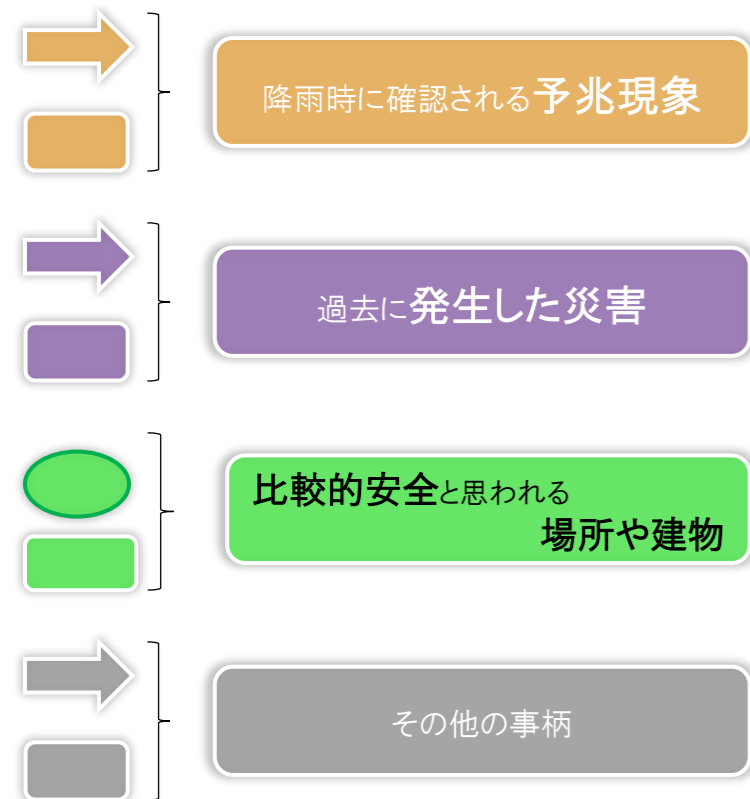 降雨時に確認される予兆現象
過去に発生した災害
比較的安全と思われる
場所や建物
その他の事柄